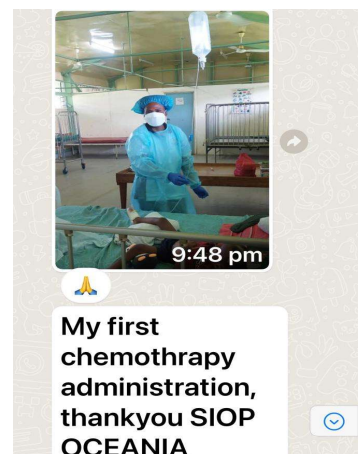 9:48 pm
🙏
My first
chemothrapy
administration,
thankyou SIOP
OCEANIA